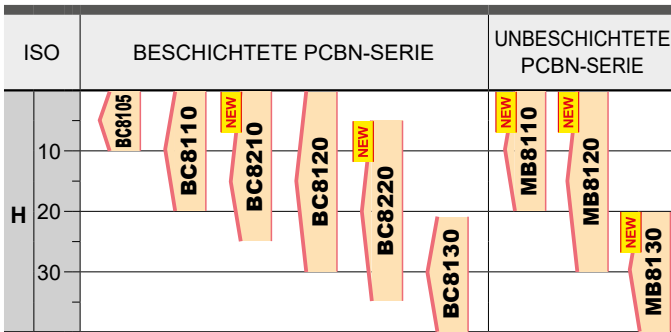 ISO
BESCHICHTETE PCBN-SERIE
UNBESCHICHTETE
PCBN-SERIE
H
10
20
30
BC8105
BC8110
NEW
BC8210
BC8120
NEW
BC8220
BC8130
NEW
MB8110
NEW
MB8120
NEW
MB8130